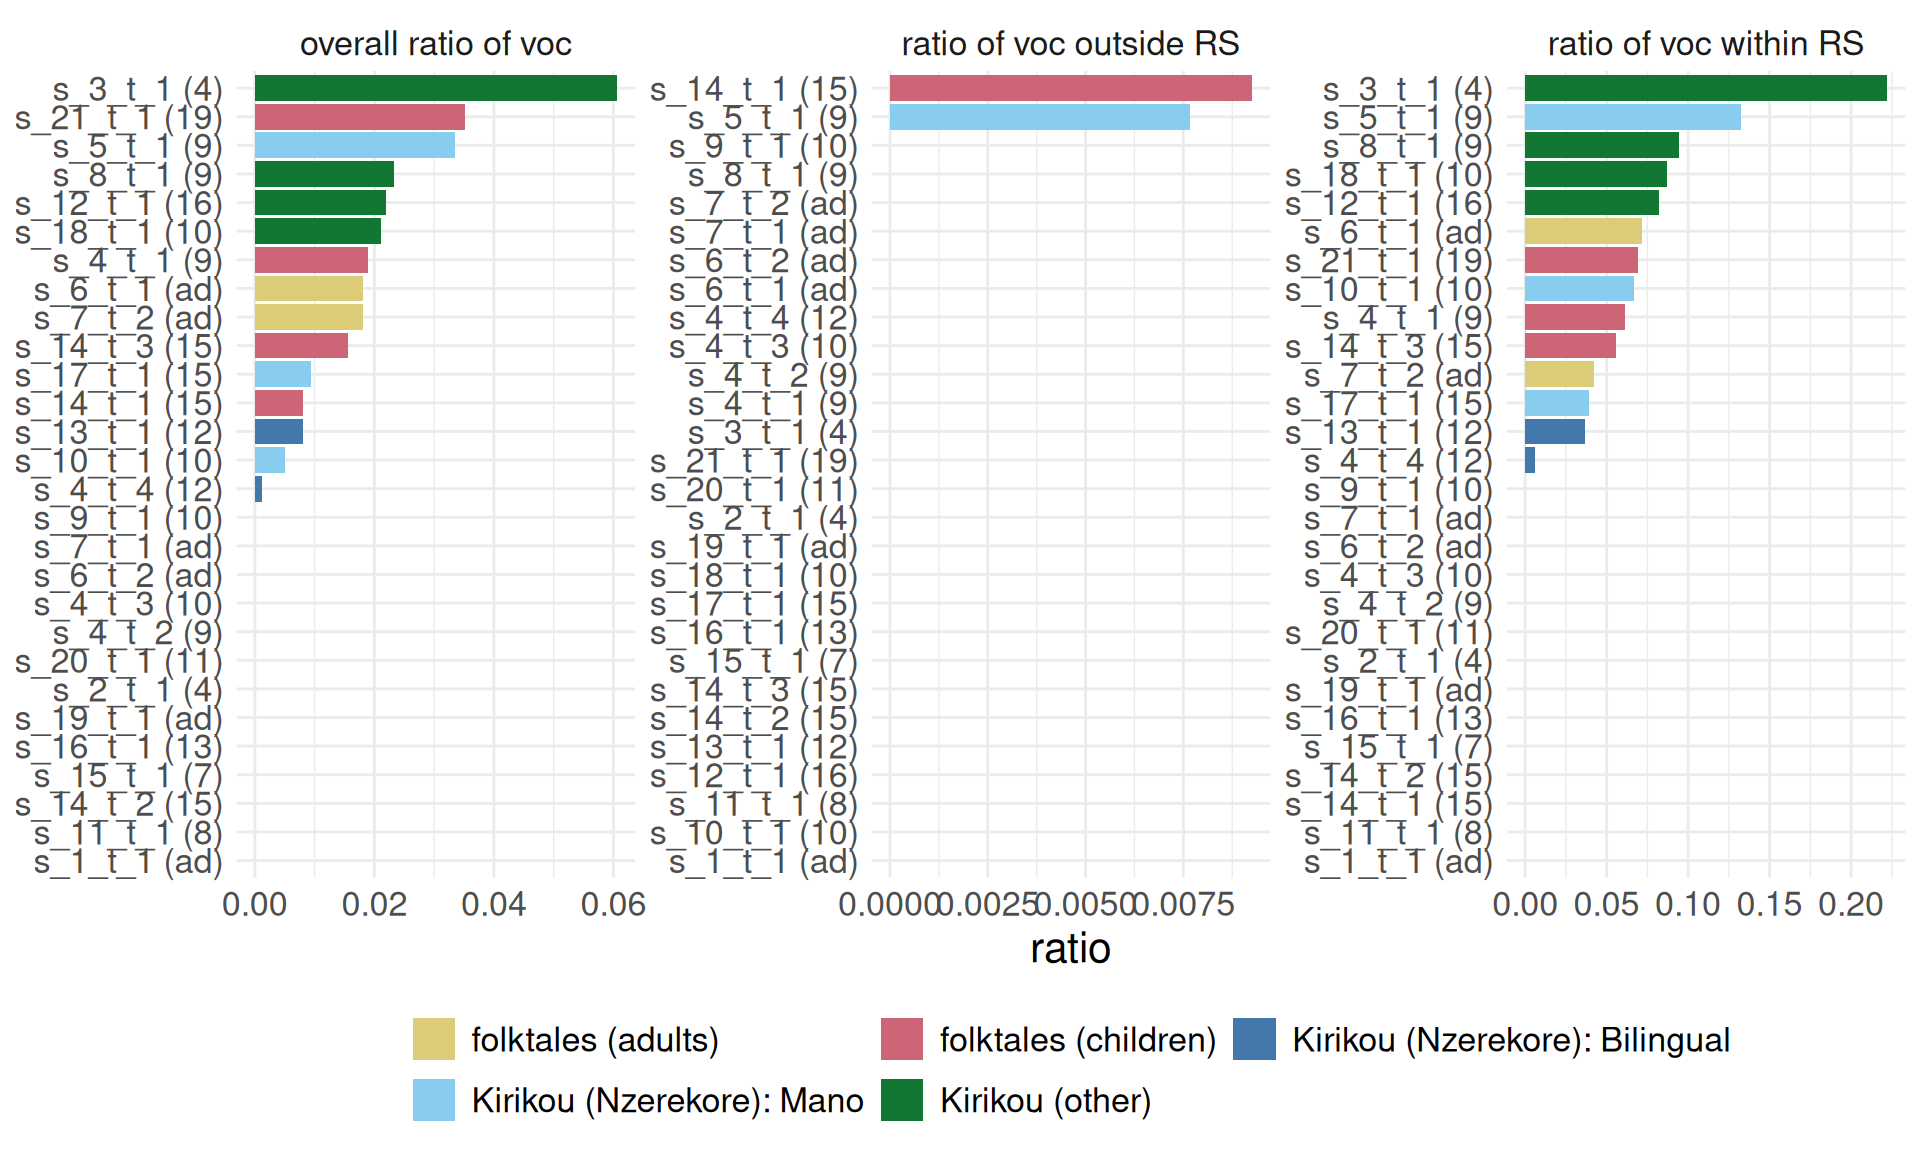 overall ratio of voc
s_3_t_1 (4)
s_21_t_1 (19)
s_5_t_1 (9)
s_8_t_1 (9)
s_12_t_1 (16)
s_18_t_1 (10)
s_4_t_1 (9)
s_6_t_1 (ad)
s_7_t_2 (ad)
s_14_t_3 (15)
s_17_t_1 (15)
s_14_t_1 (15)
s_13_t_1 (12)
s_10_t_1 (10)
s_4_t_4 (12)
s_9_t_1 (10)
s_7_t_1 (ad)
s_6_t_2 (ad)
s_4_t_3 (10)
s_4_t_2 (9)
s_20_t_1 (11)
s_2_t_1 (4)
s_19_t_1 (ad)
s_16_t_1 (13)
s_15_t_1 (7)
s_14_t_2 (15)
s_11_t_1 (8)
s_1_t_1 (ad)
0.00 0.02 0.04 0.06
ratio of voc outside RS
s_14_t_1 (15)
s_5_t_1 (9)
s_9_t_1 (10)
s_8_t_1 (9)
s_7_t_2 (ad)
s_7_t_1 (ad)
s_6_t_2 (ad)
s_6_t_1 (ad)
s_4_t_4 (12)
s_4_t_3 (10)
s_4_t_2 (9)
s_4_t_1 (9)
s_3_t_1 (4)
s_21_t_1 (19)
s_20_t_1 (11)
s_2_t_1 (4)
s_19_t_1 (ad)
s_18_t_1 (10)
s_17_t_1 (15)
s_16_t_1 (13)
s_15_t_1 (7)
s_14_t_3 (15)
s_14_t_2 (15)
s_13_t_1 (12)
s_12_t_1 (16)
s_11_t_1 (8)
s_10_t_1 (10)
s_1_t_1 (ad)
0.0000 0.0025 0.0050 0.0075
ratio of voc within RS
s_3_t_1 (4)
s_5_t_1 (9)
s_8_t_1 (9)
s_18_t_1 (10)
s_12_t_1 (16)
s_6_t_1 (ad)
s_21_t_1 (19)
s_10_t_1 (10)
s_4_t_1 (9)
s_14_t_3 (15)
s_7_t_2 (ad)
s_17_t_1 (15)
s_13_t_1 (12)
s_4_t_4 (12)
s_9_t_1 (10)
s_7_t_1 (ad)
s_6_t_2 (ad)
s_4_t_3 (10)
s_4_t_2 (9)
s_20_t_1 (11)
s_2_t_1 (4)
s_19_t_1 (ad)
s_16_t_1 (13)
s_15_t_1 (7)
s_14_t_2 (15)
s_14_t_1 (15)
s_11_t_1 (8)
s_1_t_1 (ad)
0.00 0.05 0.10 0.15 0.20
ratio
folktales (adults)
folktales (children)
Kirikou (Nzerekore): Bilingual
Kirikou (Nzerekore): Mano
Kirikou (other)